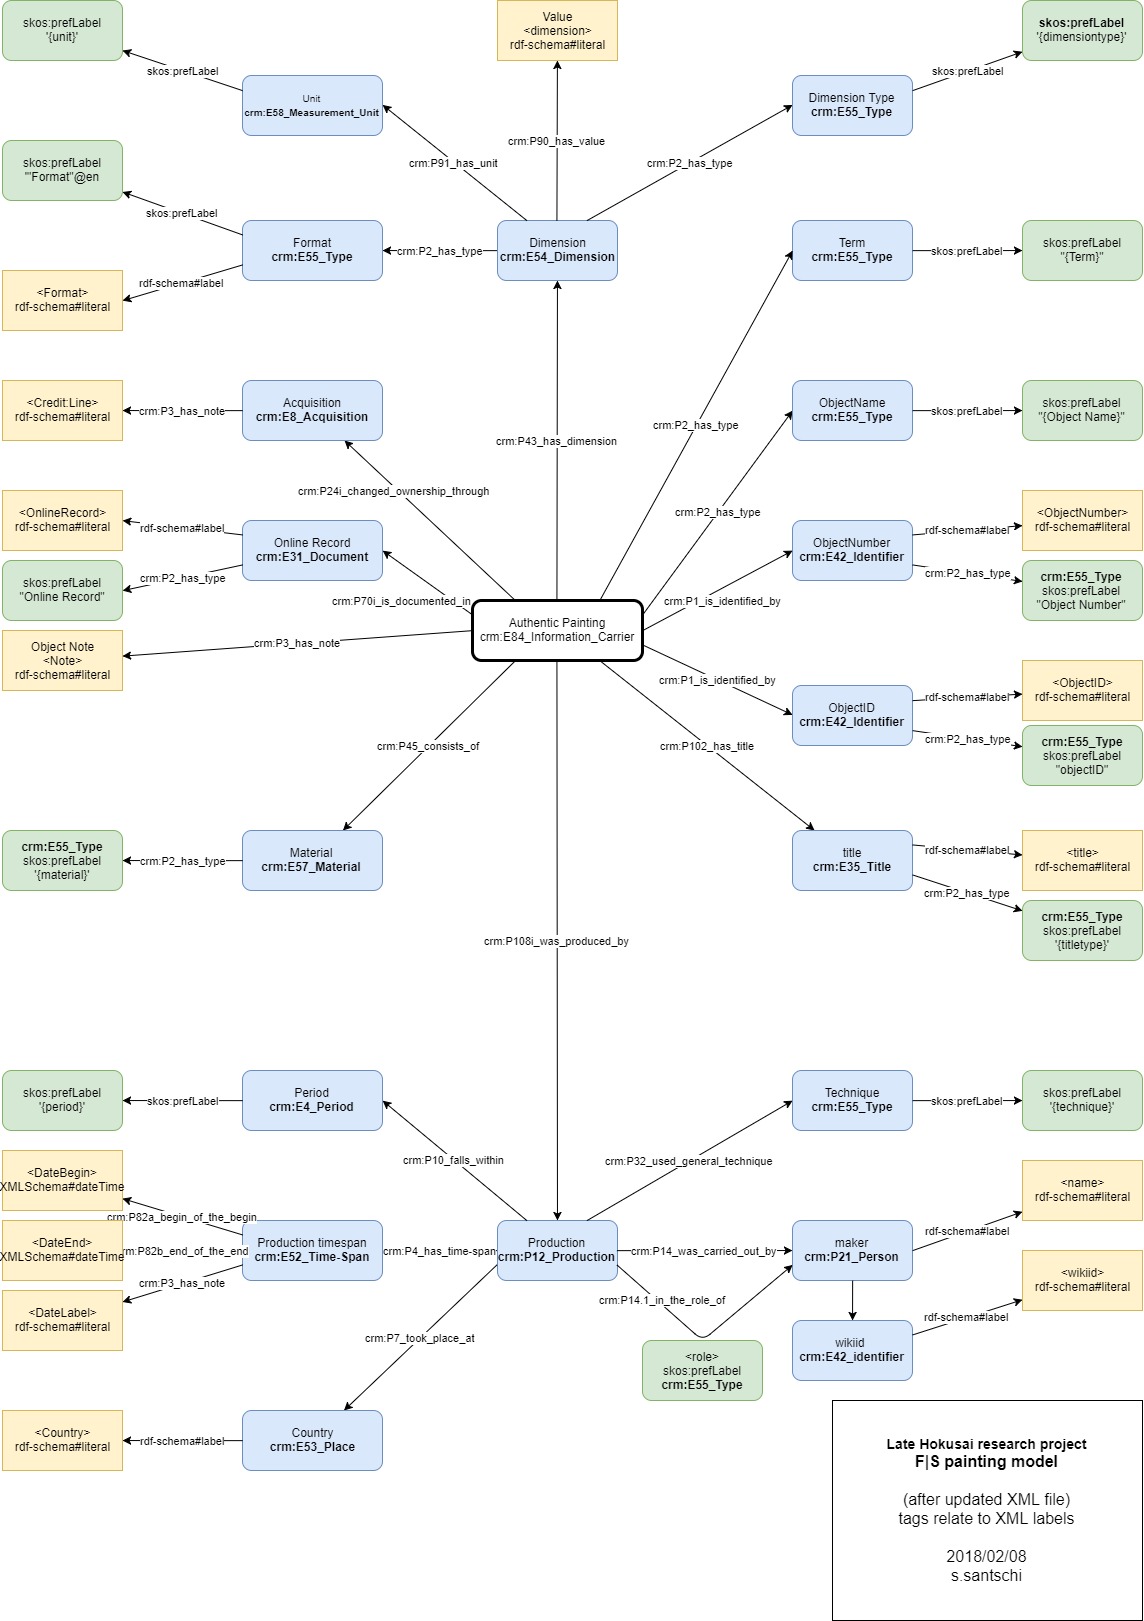 skos:prefLabel
'{unit}'
Value
<dimension>
rdf-schema#literal
skos:prefLabel
'{dimensiontype}'
skos:prefLabel
skos:prefLabel
Unit
crm:E58_Measurement_Unit
Dimension Type
crm:E55_Type
crm:P90_has_value
crm:P91_has_unit
crm:P2_has_type
skos:prefLabel
'"Format"@en
skos:prefLabel
Format
crm:E55_Type
crm:P2_has_type
Dimension
crm:E54_Dimension
Term
crm:E55_Type
skos:prefLabel
skos:prefLabel
"{Term}"
rdf-schema#label
<Format>
rdf-schema#literal
<Credit:Line>
rdf-schema#literal
crm:P3_has_note
Acquisition
crm:E8_Acquisition
ObjectName
crm:E55_Type
skos:prefLabel
skos:prefLabel
"{Object Name}"
crm:P43_has_dimension
crm:P2_has_type
crm:P24i_changed_ownership_through
crm:P2_has_type
<OnlineRecord>
rdf-schema#literal
rdf-schema#label
Online Record
crm:E31_Document
ObjectNumber
crm:E42_Identifier
rdf-schema#label
<ObjectNumber>
rdf-schema#literal
skos:prefLabel
"Online Record"
crm:P2_has_type
crm:P2_has_type
crm:E55_Type
skos:prefLabel
"Object Number"
crm:P70i_is_documented_in
crm:P1_is_identified_by
Authentic Painting
crm:E84_Information_Carrier
Object Note
<Note>
rdf-schema#literal
crm:P3_has_note
crm:P1_is_identified_by
ObjectID
crm:E42_Identifier
rdf-schema#label
<ObjectID>
rdf-schema#literal
crm:P2_has_type
crm:E55_Type
skos:prefLabel
"objectID"
crm:P45_consists_of
crm:P102_has_title
crm:E55_Type
skos:prefLabel
'{material}'
crm:P2_has_type
Material
crm:E57_Material
title
crm:E35_Title
rdf-schema#label
<title>
rdf-schema#literal
crm:P2_has_type
crm:E55_Type
skos:prefLabel
'{titletype}'
crm:P108i_was_produced_by
skos:prefLabel
'{period}'
skos:prefLabel
Period
crm:E4_Period
Technique
crm:E55_Type
skos:prefLabel
skos:prefLabel
'{technique}'
crm:P10_falls_within
crm:P32_used_general_technique
<DateBegin>
XMLSchema#dateTime
crm:P82a_begin_of_the_begin
<name>
rdf-schema#literal
rdf-schema#label
<DateEnd>
XMLSchema#dateTime
rm:P82b_end_of_the_end
Production timespan
crm:E52_Time-Span
crm:P4_has_time-span
Production
crm:P12_Production
crm:P14_was_carried_out_by
maker
crm:P21_Person
crm:P3_has_note
<DateLabel>
rdf-schema#literal
crm:P14.1_in_the_role_of
<wikiid>
rdf-schema#literal
rdf-schema#label
crm:P7_took_place_at
wikiid
crm:E42_identifier
<role>
skos:prefLabel
crm:E55_Type
<Country>
rdf-schema#literal
rdf-schema#label
Country
crm:E53_Place
Late Hokusai research project
F|S painting model
(after updated XML file)
tags relate to XML labels
2018/02/08
s.santschi